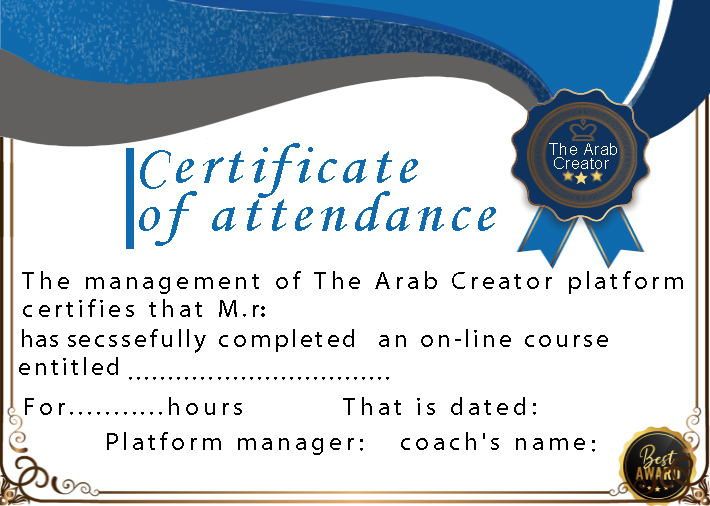 The Arab
Creator
Certificate
of attendance
The management of The Arab Creator platform
certifies that M.r:
has secssefully completed an on-line course
entitled .................................
For...........hours That is dated:
Platform manager: coach's name:
Best
AWARD